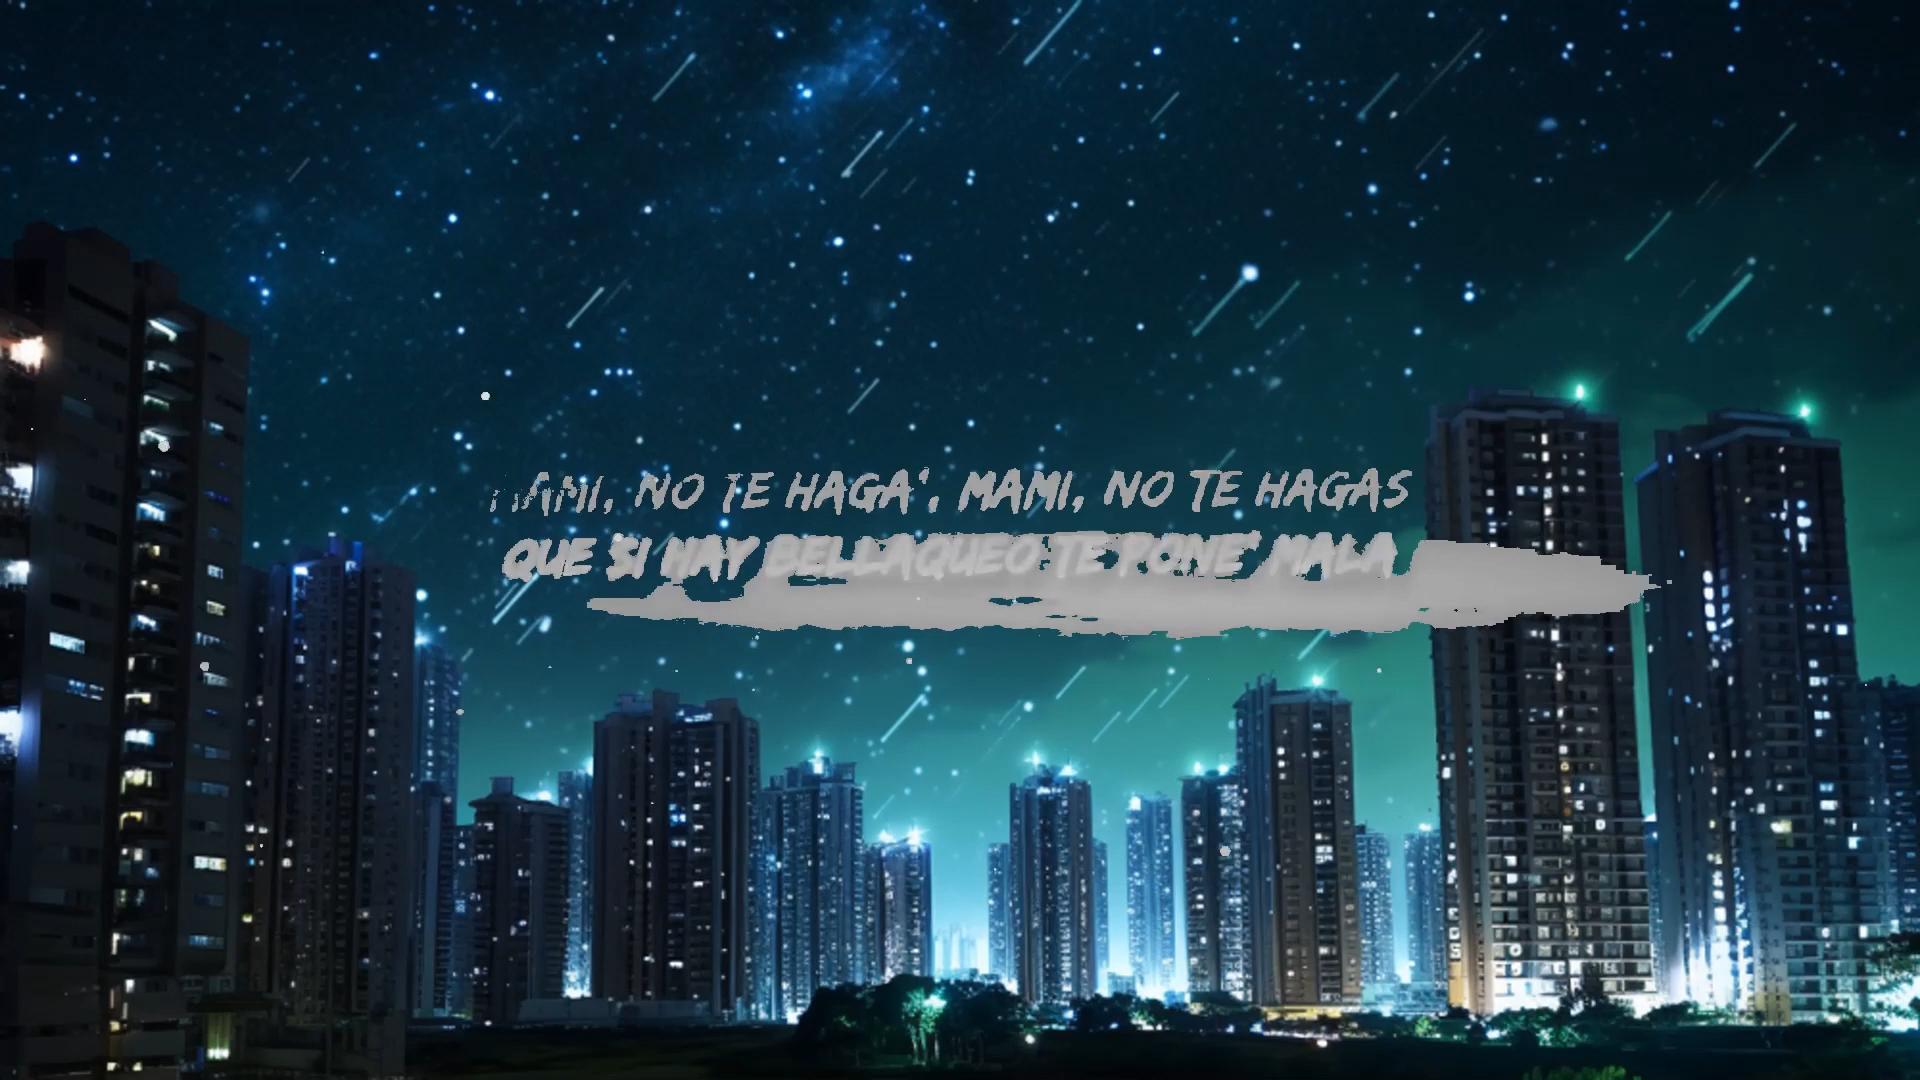 MAMI, NO TE HAGA', MAMI, NO TE HAGAS
QUE SI HAY BELLAQUEO TE PONE' MALA